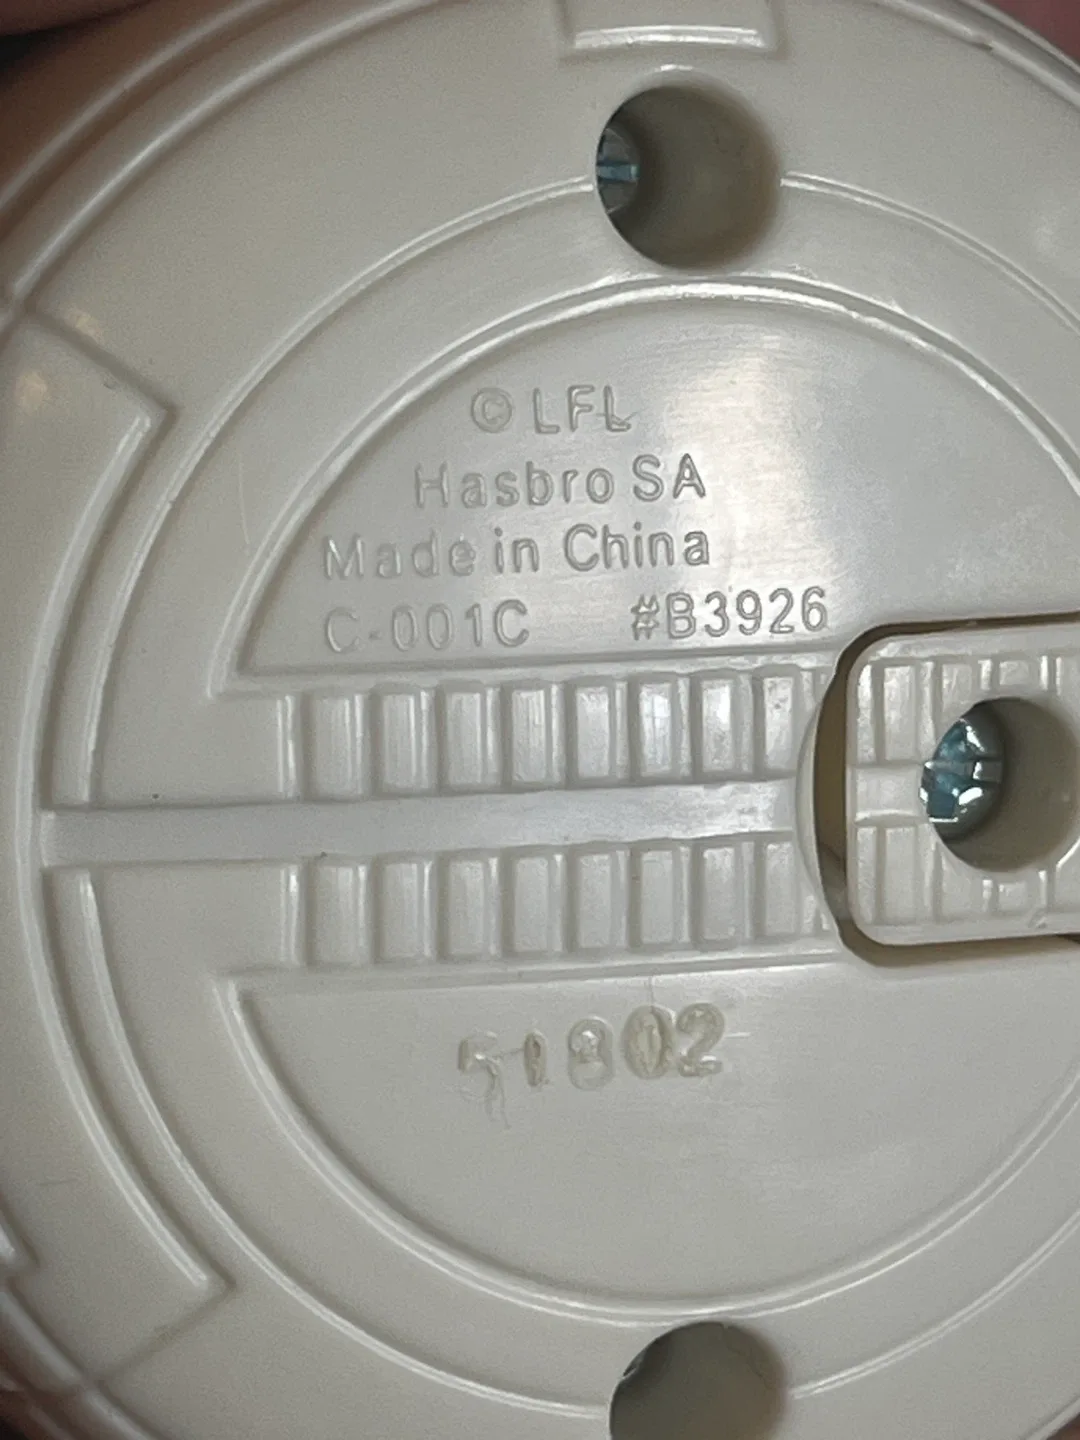 © LFL
Hasbro SA
Made in China
C-001C #B3926
51802